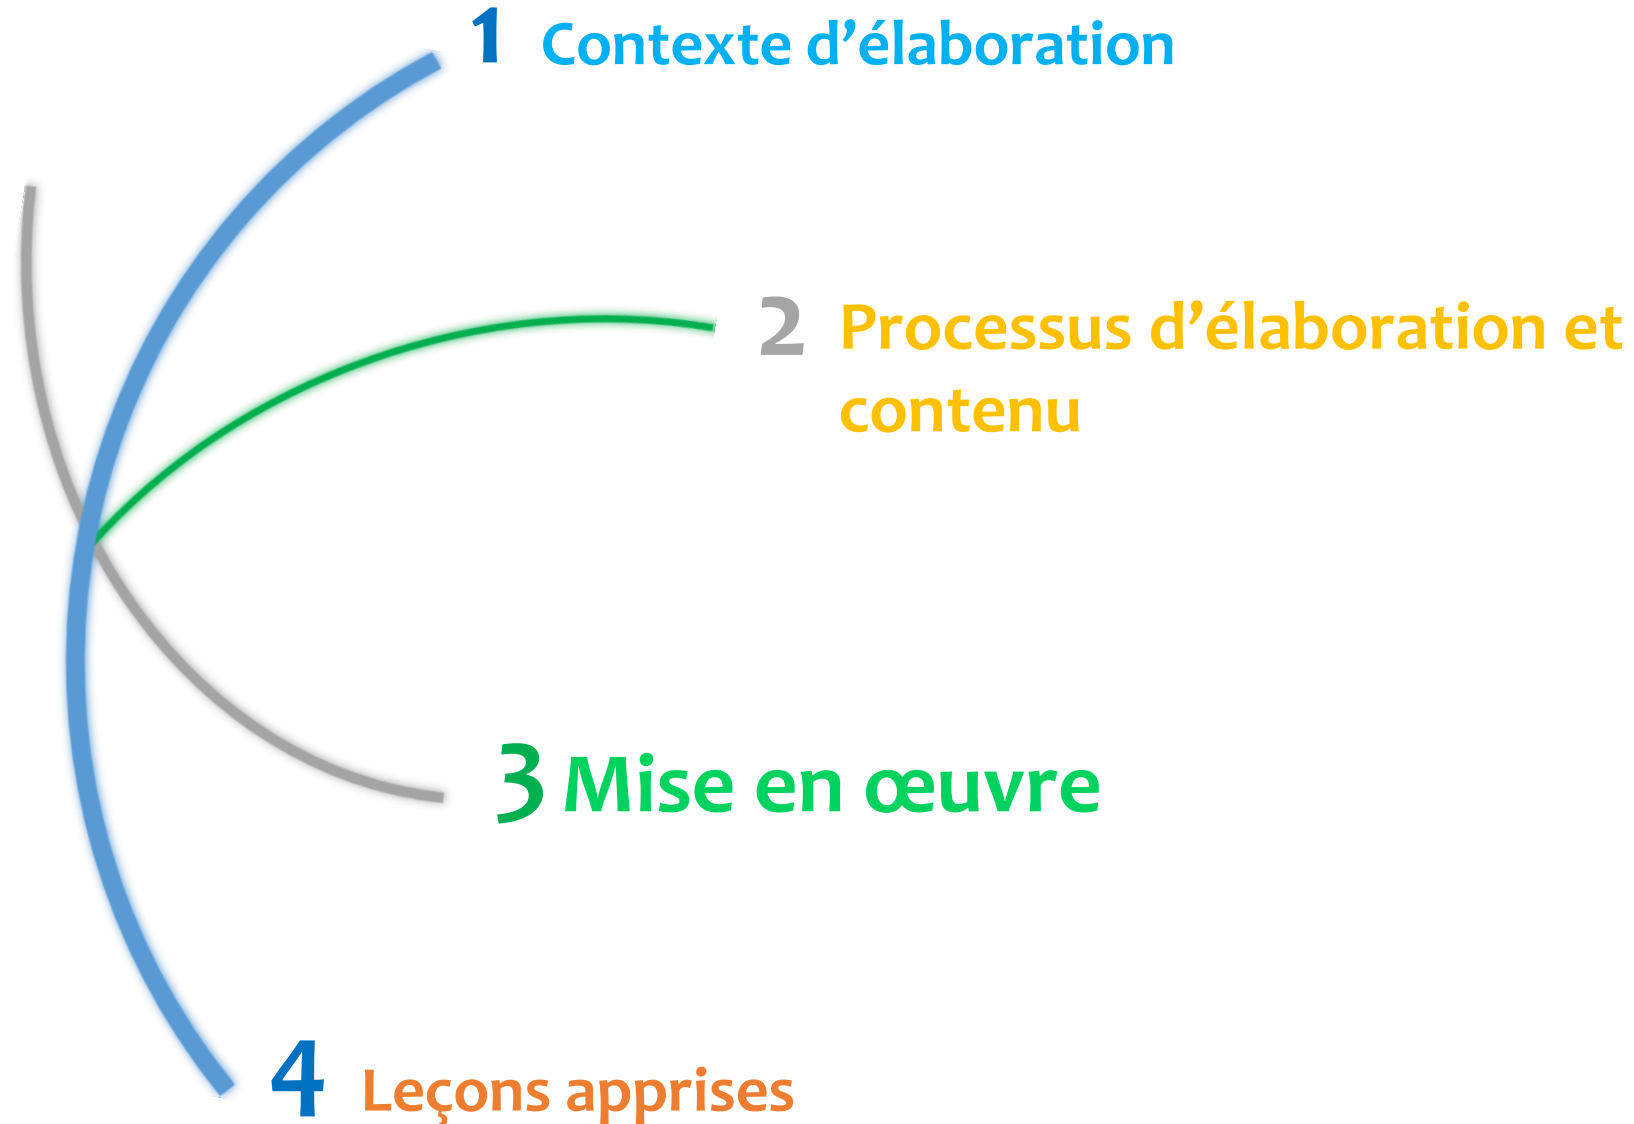 1 Contexte d’élaboration
2 Processus d’élaboration et
contenu
3 Mise en œuvre
4 Leçons apprises